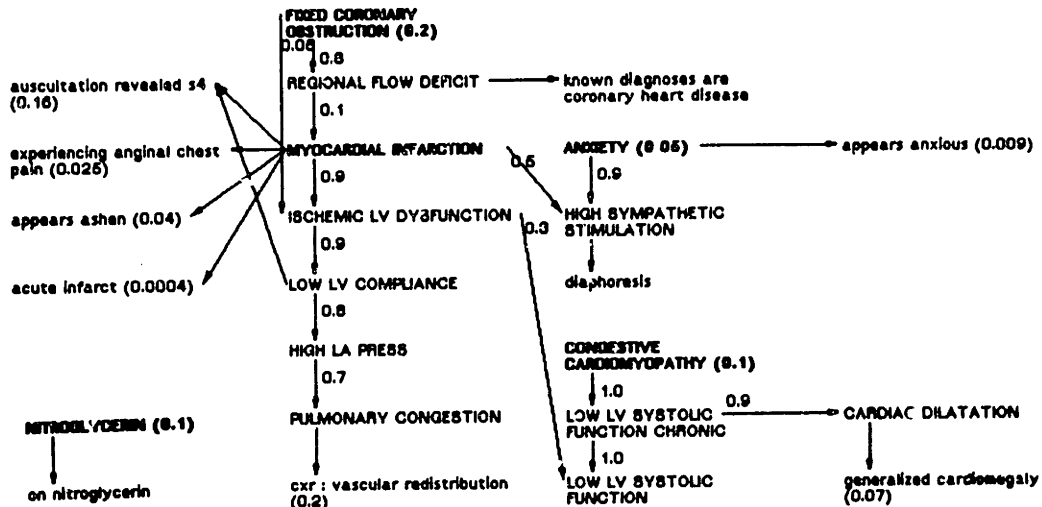 FIXED CORONARY
OBSTRUCTION (0.2)
0.08
0.8
auscultation revealed s4
(0.16)
REGIONAL FLOW DEFICIT
known diagnoses are
coronary heart disease
0.1
experiencing anginal chest
pain (0.025)
MYOCARDIAL INFARCTION
0.5
ANXIETY (0.05)
appears anxious (0.009)
0.9
0.9
appears ashen (0.04)
ISCHEMIC LV DYSFUNCTION
0.3
HIGH SYMPATHETIC
STIMULATION
0.9
acute infarct (0.0004)
LOW LV COMPLIANCE
diaphoresis
0.8
HIGH LA PRESS
CONGESTIVE
CARDIOMYOPATHY (0.1)
0.7
1.0
0.9
NITROGLYCERIN (0.1)
PULMONARY CONGESTION
LOW LV SYSTOLIC
FUNCTION CHRONIC
CARDIAC DILATATION
1.0
on nitroglycerin
cxr : vascular redistribution
(0.2)
LOW LV SYSTOLIC
FUNCTION
generalized cardiomegaly
(0.07)